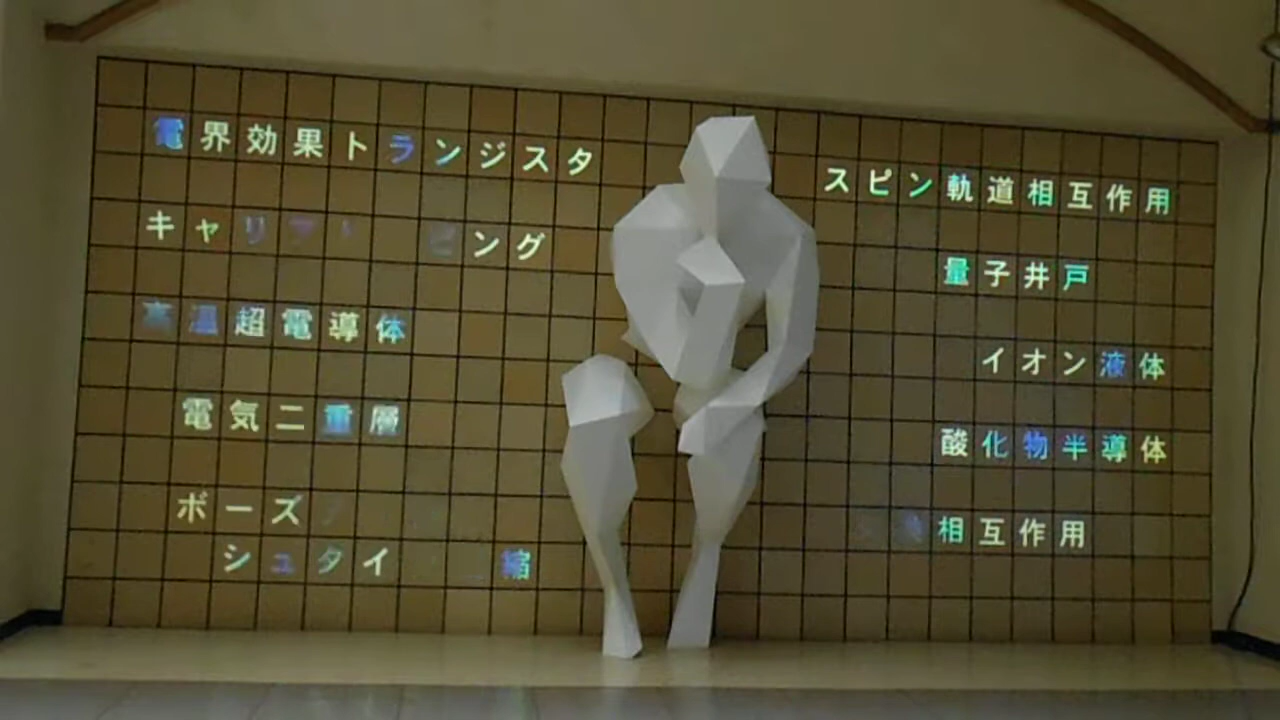 電界効果トランジスタ
キャリア ピング
高温超電導体
電気二重層
ボーズ
シュタイ 縮
スピン軌道相互作用
量子井戸
イオン液体
酸化物半導体
相互作用